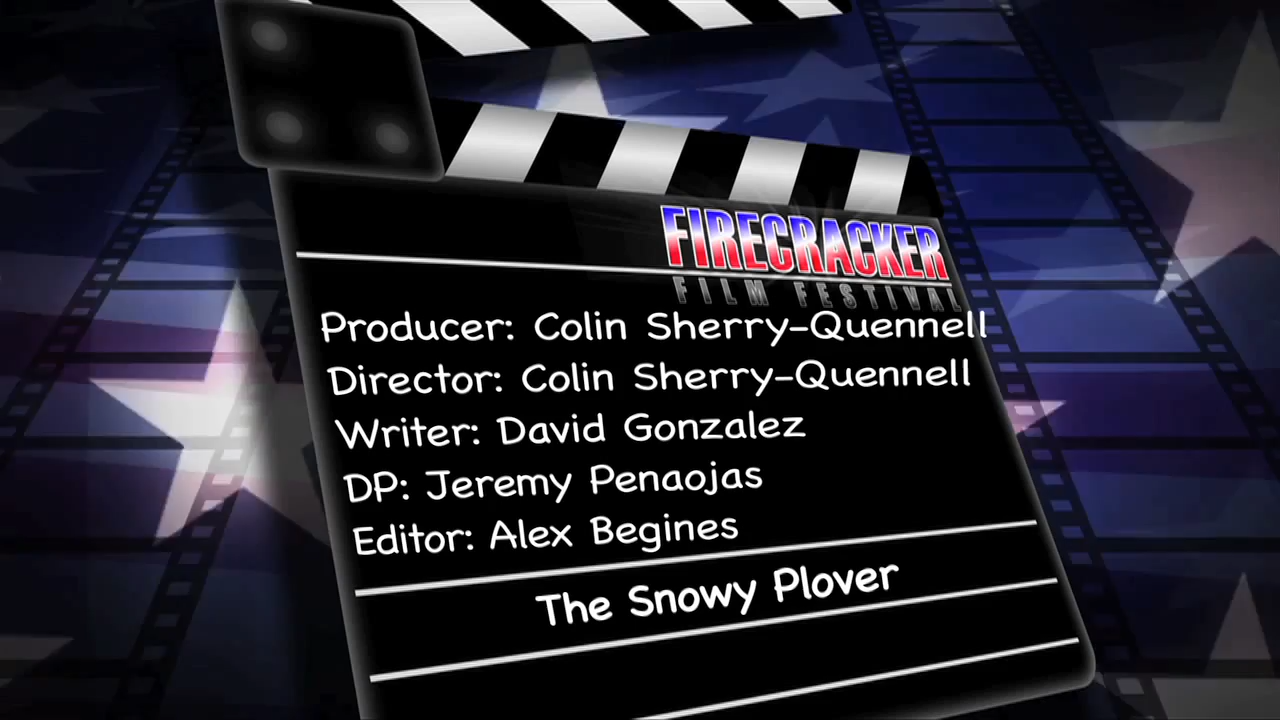 FIRECRACKER
FILM FESTIVAL
Producer: Colin Sherry-Quennell
Director: Colin Sherry-Quennell
Writer: David Gonzalez
DP: Jeremy Penaojas
Editor: Alex Begines
The Snowy Plover